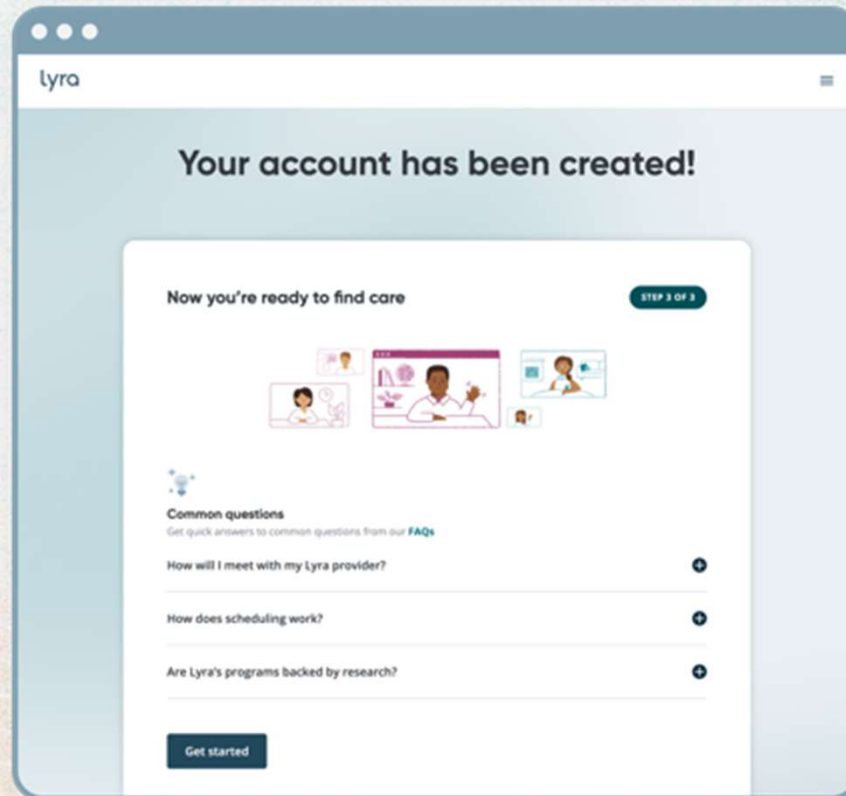 lyra
Your account has been created!
Now you're ready to find care
STEP 3 OF 3
Common questions
Get quick answers to common questions from our FAQs
How will I meet with my Lyra provider?
How does scheduling work?
Are Lyra's programs backed by research?
Get started